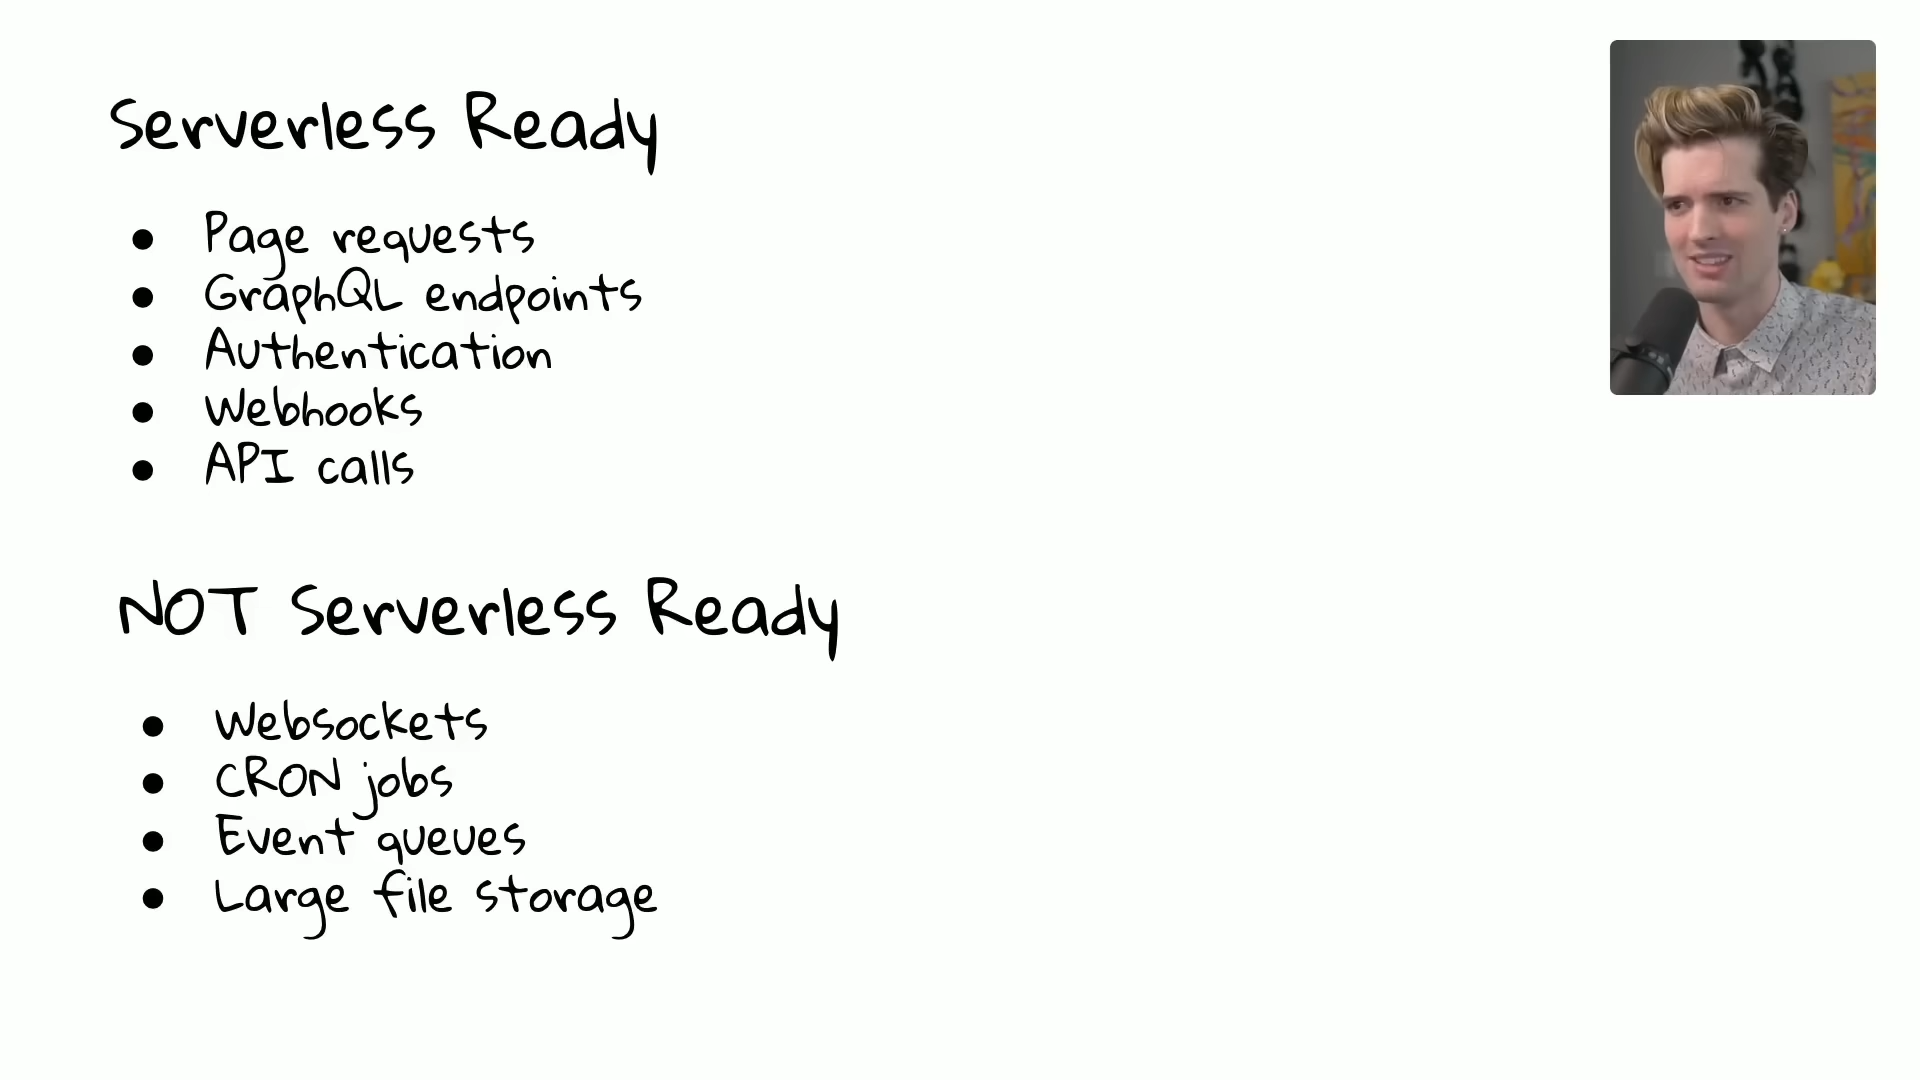 Serverless Ready
● Page requests
● GraphQL endpoints
● Authentication
● Webhooks
● API calls
NOT Serverless Ready
● Websockets
● CRON jobs
● Event queues
● Large file storage